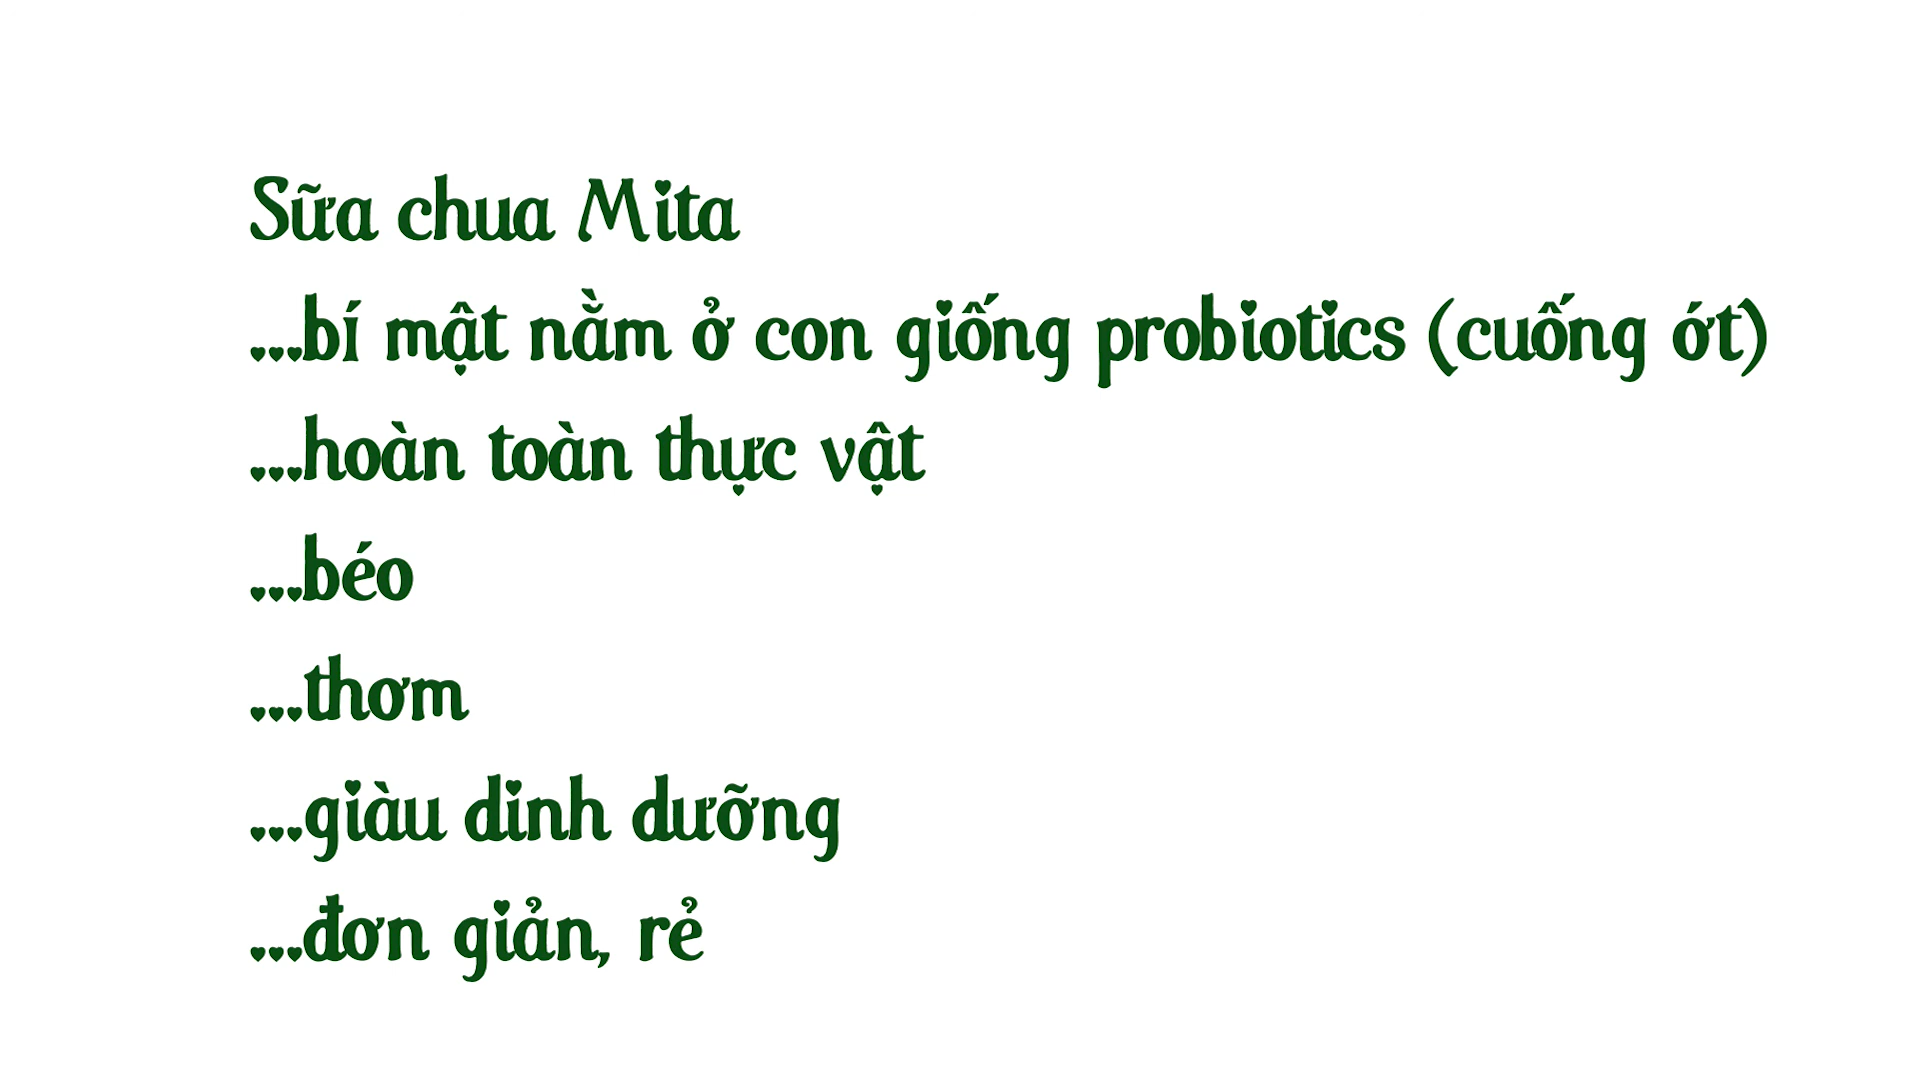 Sữa chua Mita
...bí mật nằm ở con giống probiotics (cuống ớt)
...hoàn toàn thực vật
...béo
...thơm
...giàu dinh dưỡng
...đơn giản, rẻ